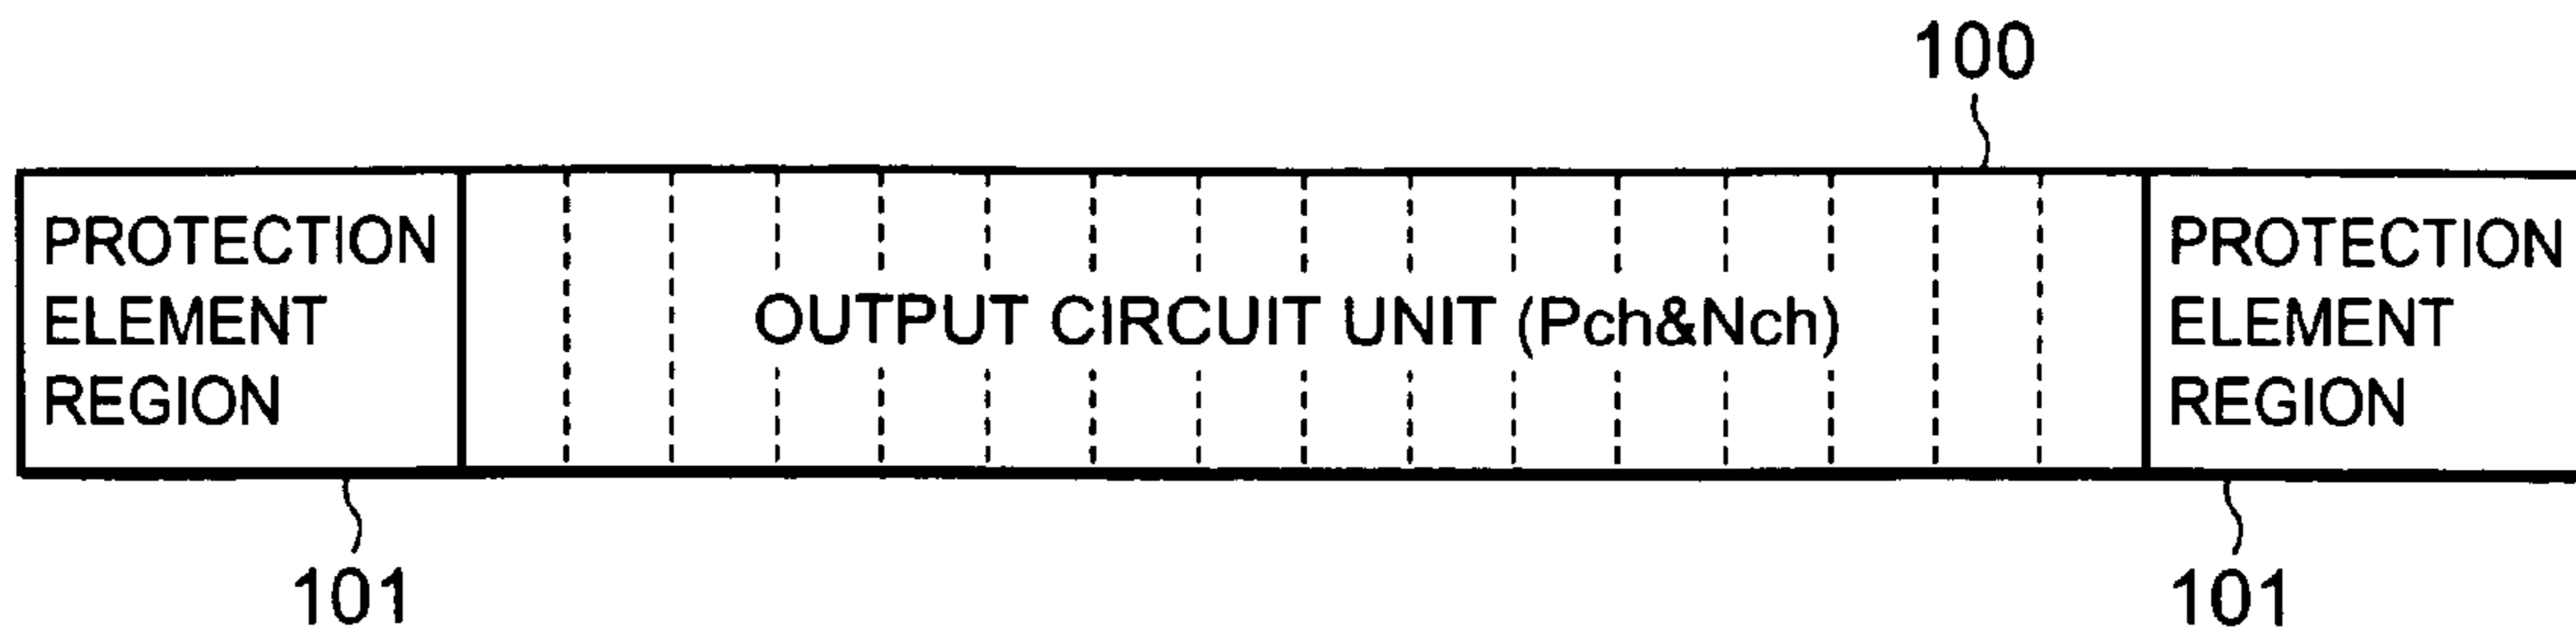 100
PROTECTION
ELEMENT
REGION
OUTPUT CIRCUIT UNIT (Pch&Nch)
PROTECTION
ELEMENT
REGION
101
101